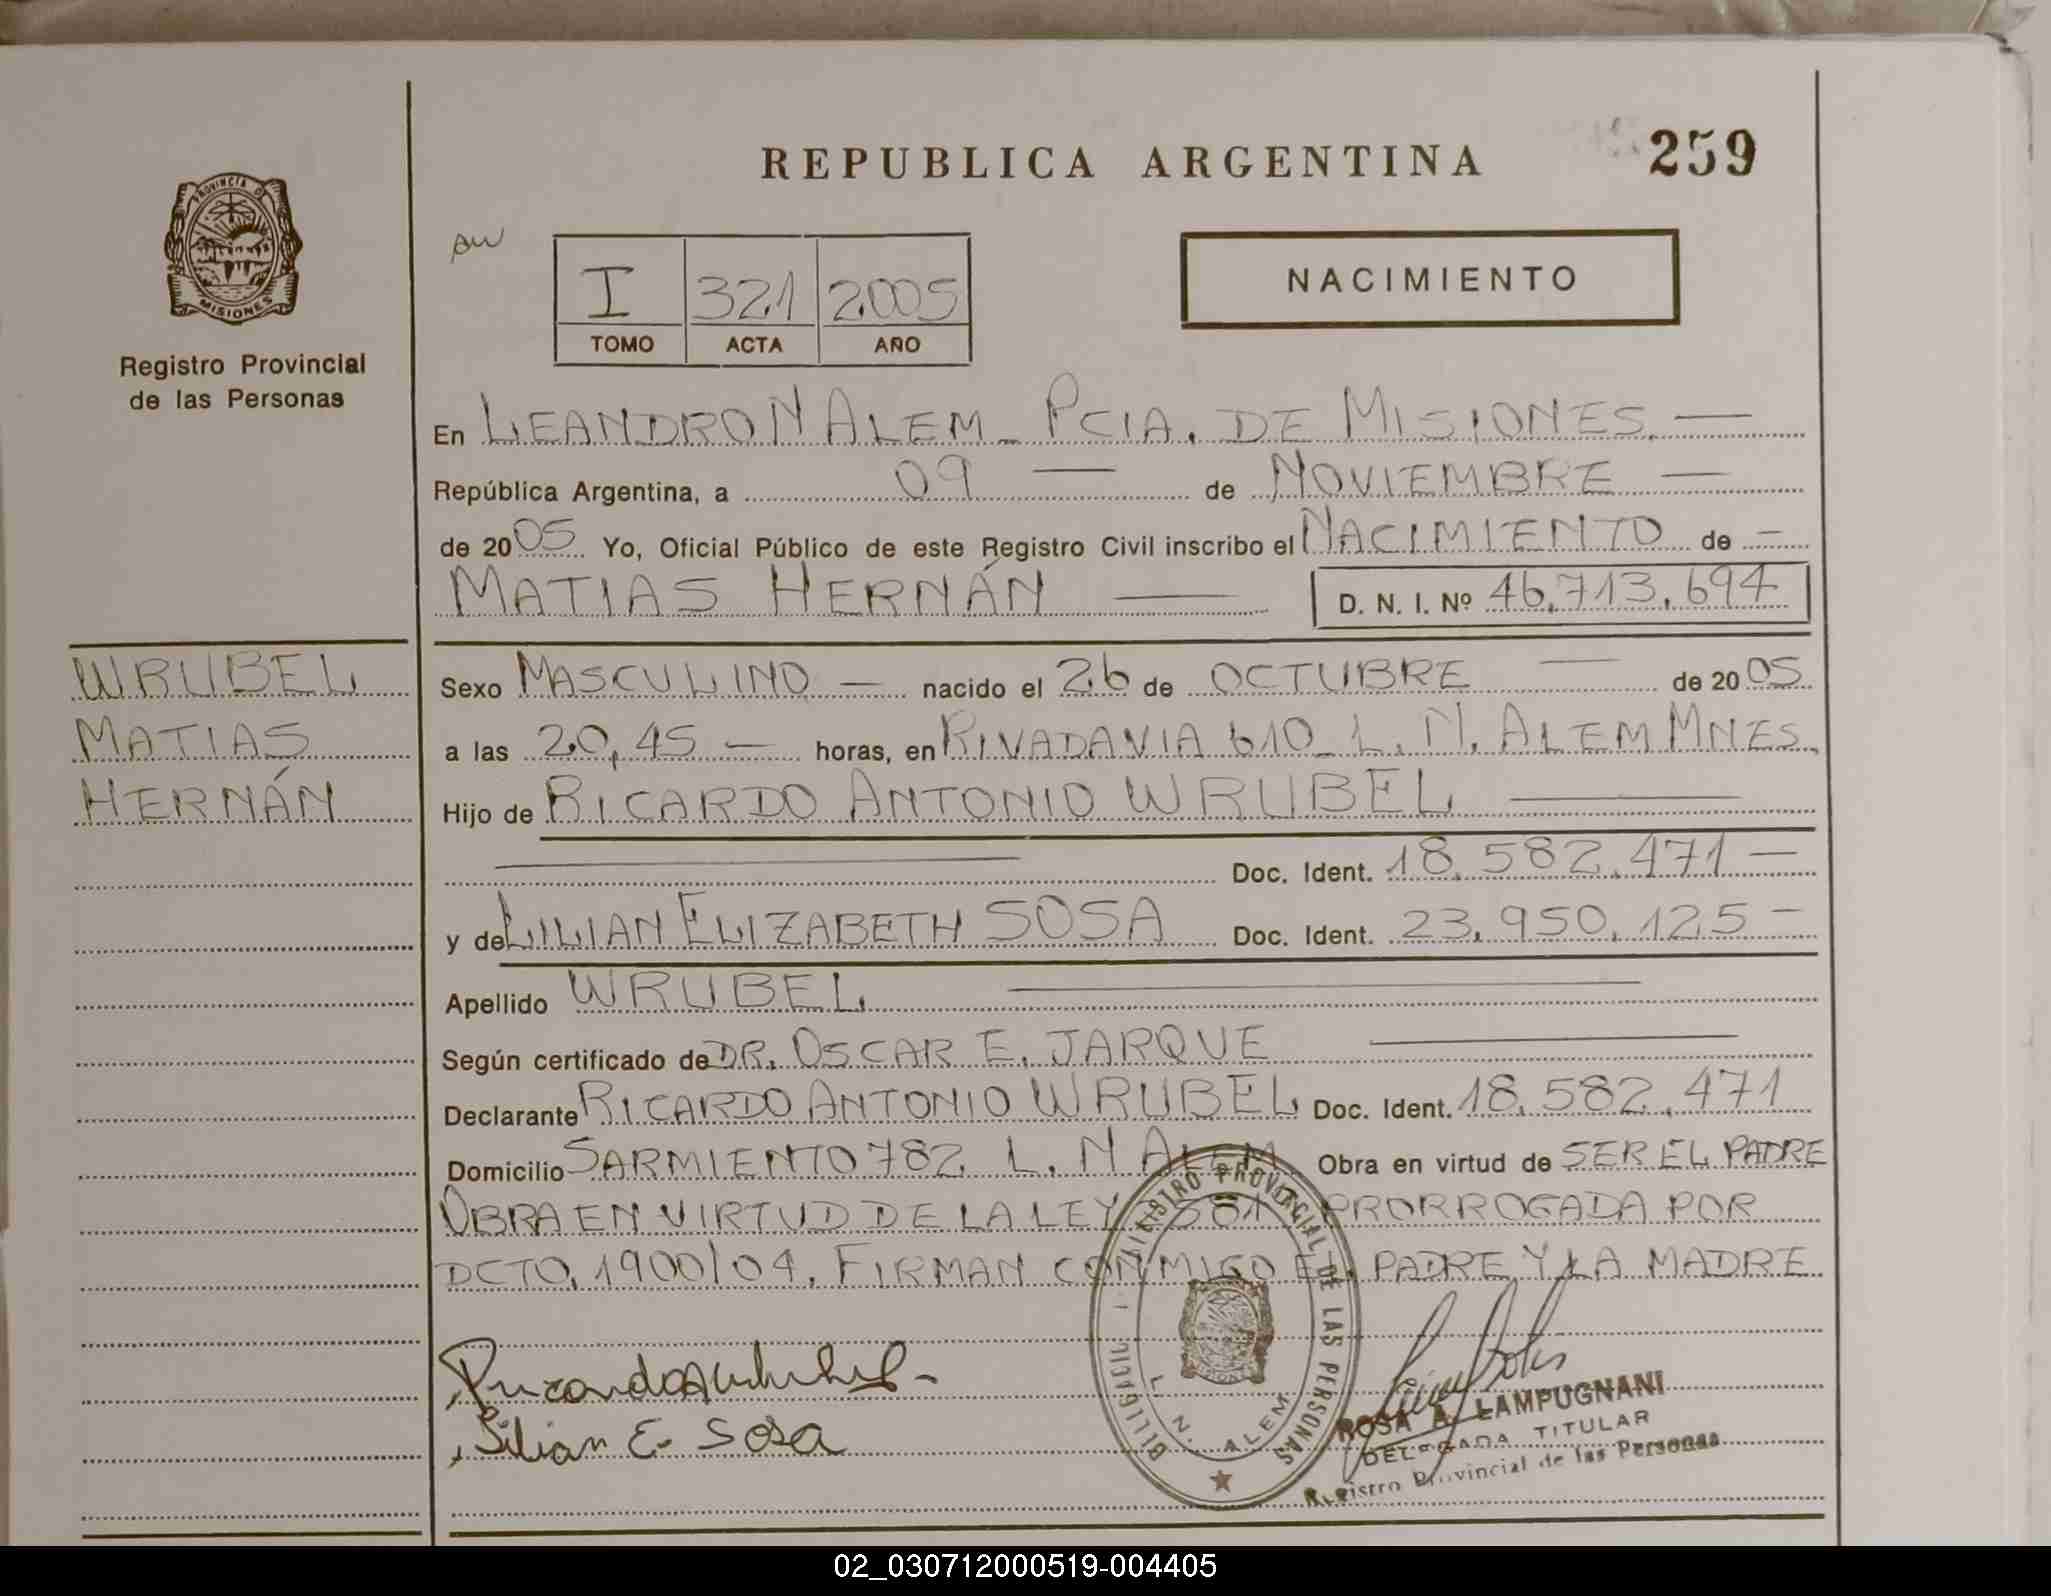 REPUBLICA ARGENTINA
259
PROVINCIA D
MISIONES
Registro Provincial
de las Personas
I 321 2005
TOMO ACTA AÑO
NACIMIENTO
En LEANDRO N ALEM - PCIA. DE MISIONES. —
República Argentina, a 09 — de NOVIEMBRE —
de 2005 Yo, Oficial Público de este Registro Civil inscribo el NACIMIENTO de —
MATIAS HERNÁN — D. N. I. Nº 46.713.694
WRUBEL
MATIAS
HERNÁN
Sexo MASCULINO — nacido el 26 de OCTUBRE — de 2005
a las 20,45 — horas, en RIVADAVIA 610 - L. N. ALEM MNES.
Hijo de RICARDO ANTONIO WRUBEL —
— Doc. Ident. 18.582.471 —
y de LILIAN ELIZABETH SOSA Doc. Ident. 23.950.125 —
Apellido WRUBEL —
Según certificado de DR. OSCAR E. JARQUE —
Declarante RICARDO ANTONIO WRUBEL Doc. Ident. 18.582.471
Domicilio SARMIENTO 782 L. N ALEM Obra en virtud de SER EL PADRE
OBRA EN VIRTUD DE LA LEY PRORROGADA POR
DCTO. 1900/04. FIRMAN CONMIGO EL PADRE Y LA MADRE
REGISTRO PROVINCIAL DE LAS PERSONAS
L. N. ALEM
Lilian E. Sosa
ROSA A. LAMPUGNANI
DELEGADA TITULAR
Registro Provincial de las Personas
02_030712000519-004405